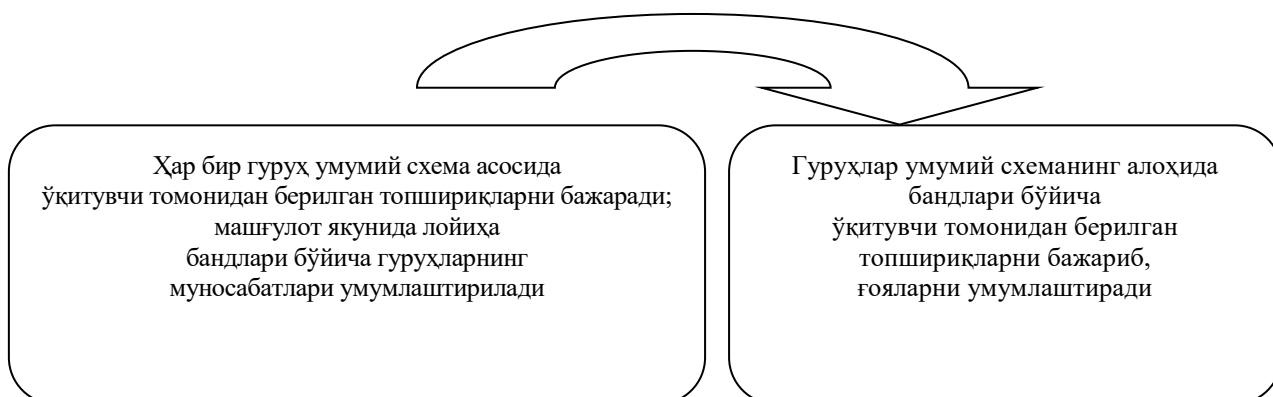 Ҳар бир гуруҳ умумий схема асосида
ўқитувчи томонидан берилган топшириқларни бажаради;
машғулот якунида лойиҳа
бандлари бўйича гуруҳларнинг
муносабатлари умумлаштирилади
Гуруҳлар умумий схеманинг алоҳида
бандлари бўйича
ўқитувчи томонидан берилган
топшириқларни бажариб,
ғояларни умумлаштиради